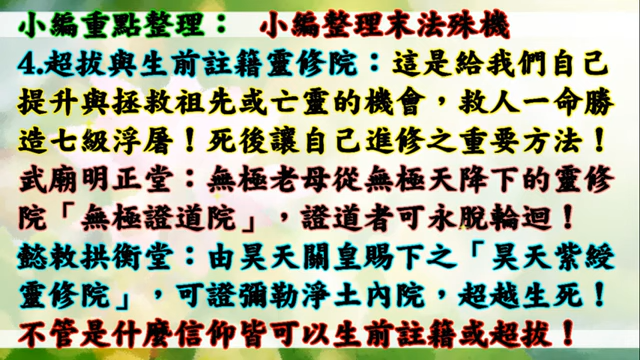 小編重點整理： 小編整理末法殊機
4.超拔與生前註籍靈修院：這是給我們自己
提升與拯救祖先或亡靈的機會，救人一命勝
造七級浮屠！死後讓自己進修之重要方法！
武廟明正堂：無極老母從無極天降下的靈修
院「無極證道院」，證道者可永脫輪迴！
懿敕拱衡堂：由昊天關皇賜下之「昊天紫綬
靈修院」，可證彌勒淨土內院，超越生死！
不管是什麼信仰皆可以生前註籍或超拔！